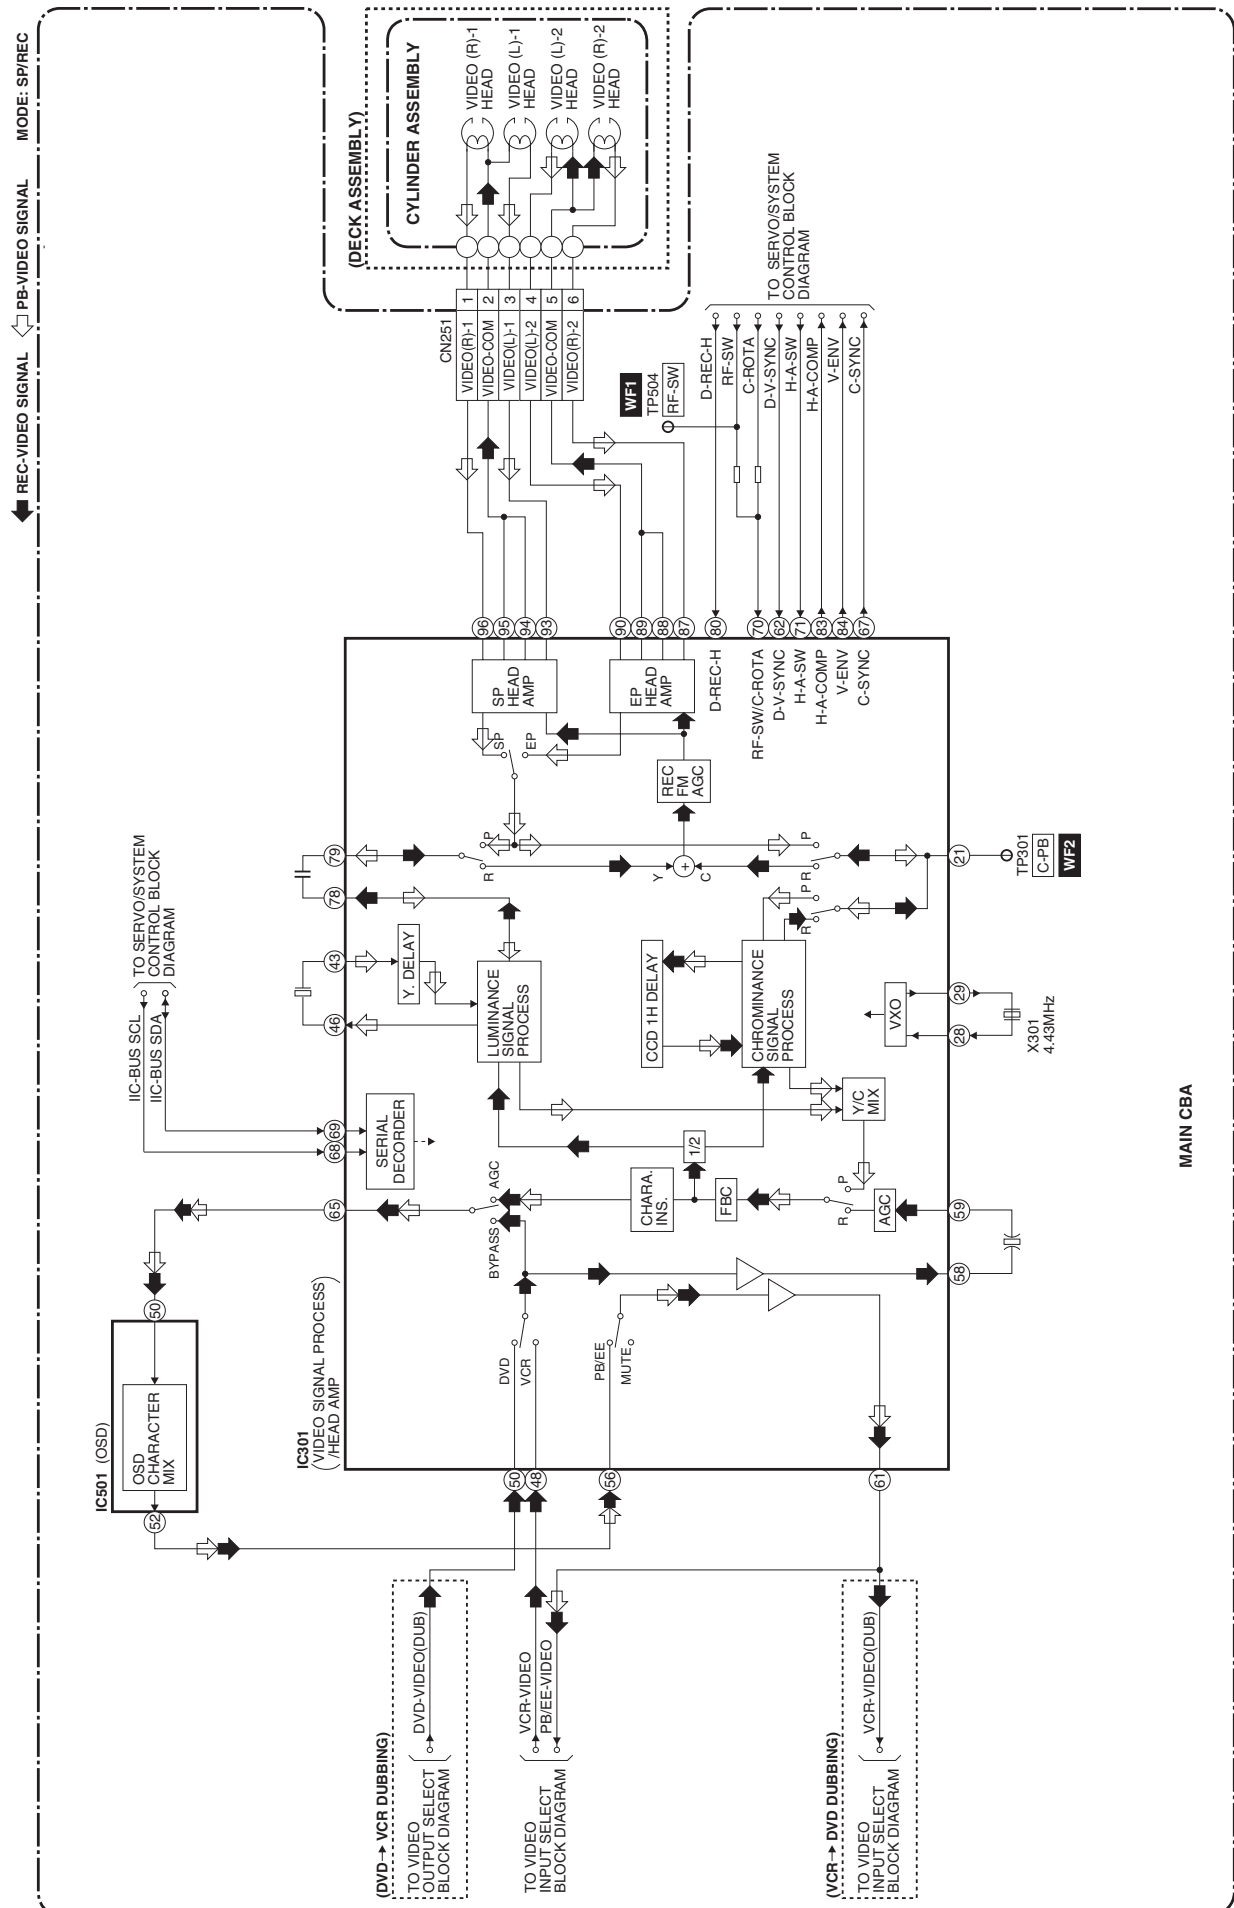 REC-VIDEO SIGNAL
PB-VIDEO SIGNAL
MODE: SP/REC
(DECK ASSEMBLY)
CYLINDER ASSEMBLY
VIDEO (R)-1
HEAD
VIDEO (L)-1
HEAD
VIDEO (L)-2
HEAD
VIDEO (R)-2
HEAD
CN251
VIDEO(R)-1
1
VIDEO-COM
2
VIDEO(L)-1
3
VIDEO(L)-2
4
VIDEO-COM
5
VIDEO(R)-2
6
WF1
TP504
RF-SW
TO SERVO/SYSTEM
CONTROL BLOCK
DIAGRAM
D-REC-H
RF-SW
C-ROTA
D-V-SYNC
H-A-SW
H-A-COMP
V-ENV
C-SYNC
96
95
94
93
90
89
88
87
80
70
62
71
83
84
67
SP
HEAD
AMP
EP
HEAD
AMP
D-REC-H
RF-SW/C-ROTA
D-V-SYNC
H-A-SW
H-A-COMP
V-ENV
C-SYNC
SP
EP
REC
FM
AGC
P
R
Y
+
C
P
R
P
R
79
78
43
46
21
TP301
C-PB
WF2
TO SERVO/SYSTEM
CONTROL BLOCK
DIAGRAM
IIC-BUS SCL
IIC-BUS SDA
69
68
Y. DELAY
LUMINANCE
SIGNAL
PROCESS
CCD 1H DELAY
CHROMINANCE
SIGNAL
PROCESS
VXO
29
28
X301
4.43MHz
SERIAL
DECORDER
Y/C
MIX
1/2
65
BYPASS
AGC
CHARA.
INS.
FBC
R
P
AGC
59
58
IC501 (OSD)
50
OSD
CHARACTER
MIX
52
IC301
(VIDEO SIGNAL PROCESS
/HEAD AMP)
DVD
VCR
PB/EE
MUTE
50
48
56
61
(DVD→ VCR DUBBING)
DVD-VIDEO(DUB)
TO VIDEO
OUTPUT SELECT
BLOCK DIAGRAM
VCR-VIDEO
PB/EE-VIDEO
TO VIDEO
INPUT SELECT
BLOCK DIAGRAM
(VCR→ DVD DUBBING)
VCR-VIDEO(DUB)
TO VIDEO
INPUT SELECT
BLOCK DIAGRAM
MAIN CBA